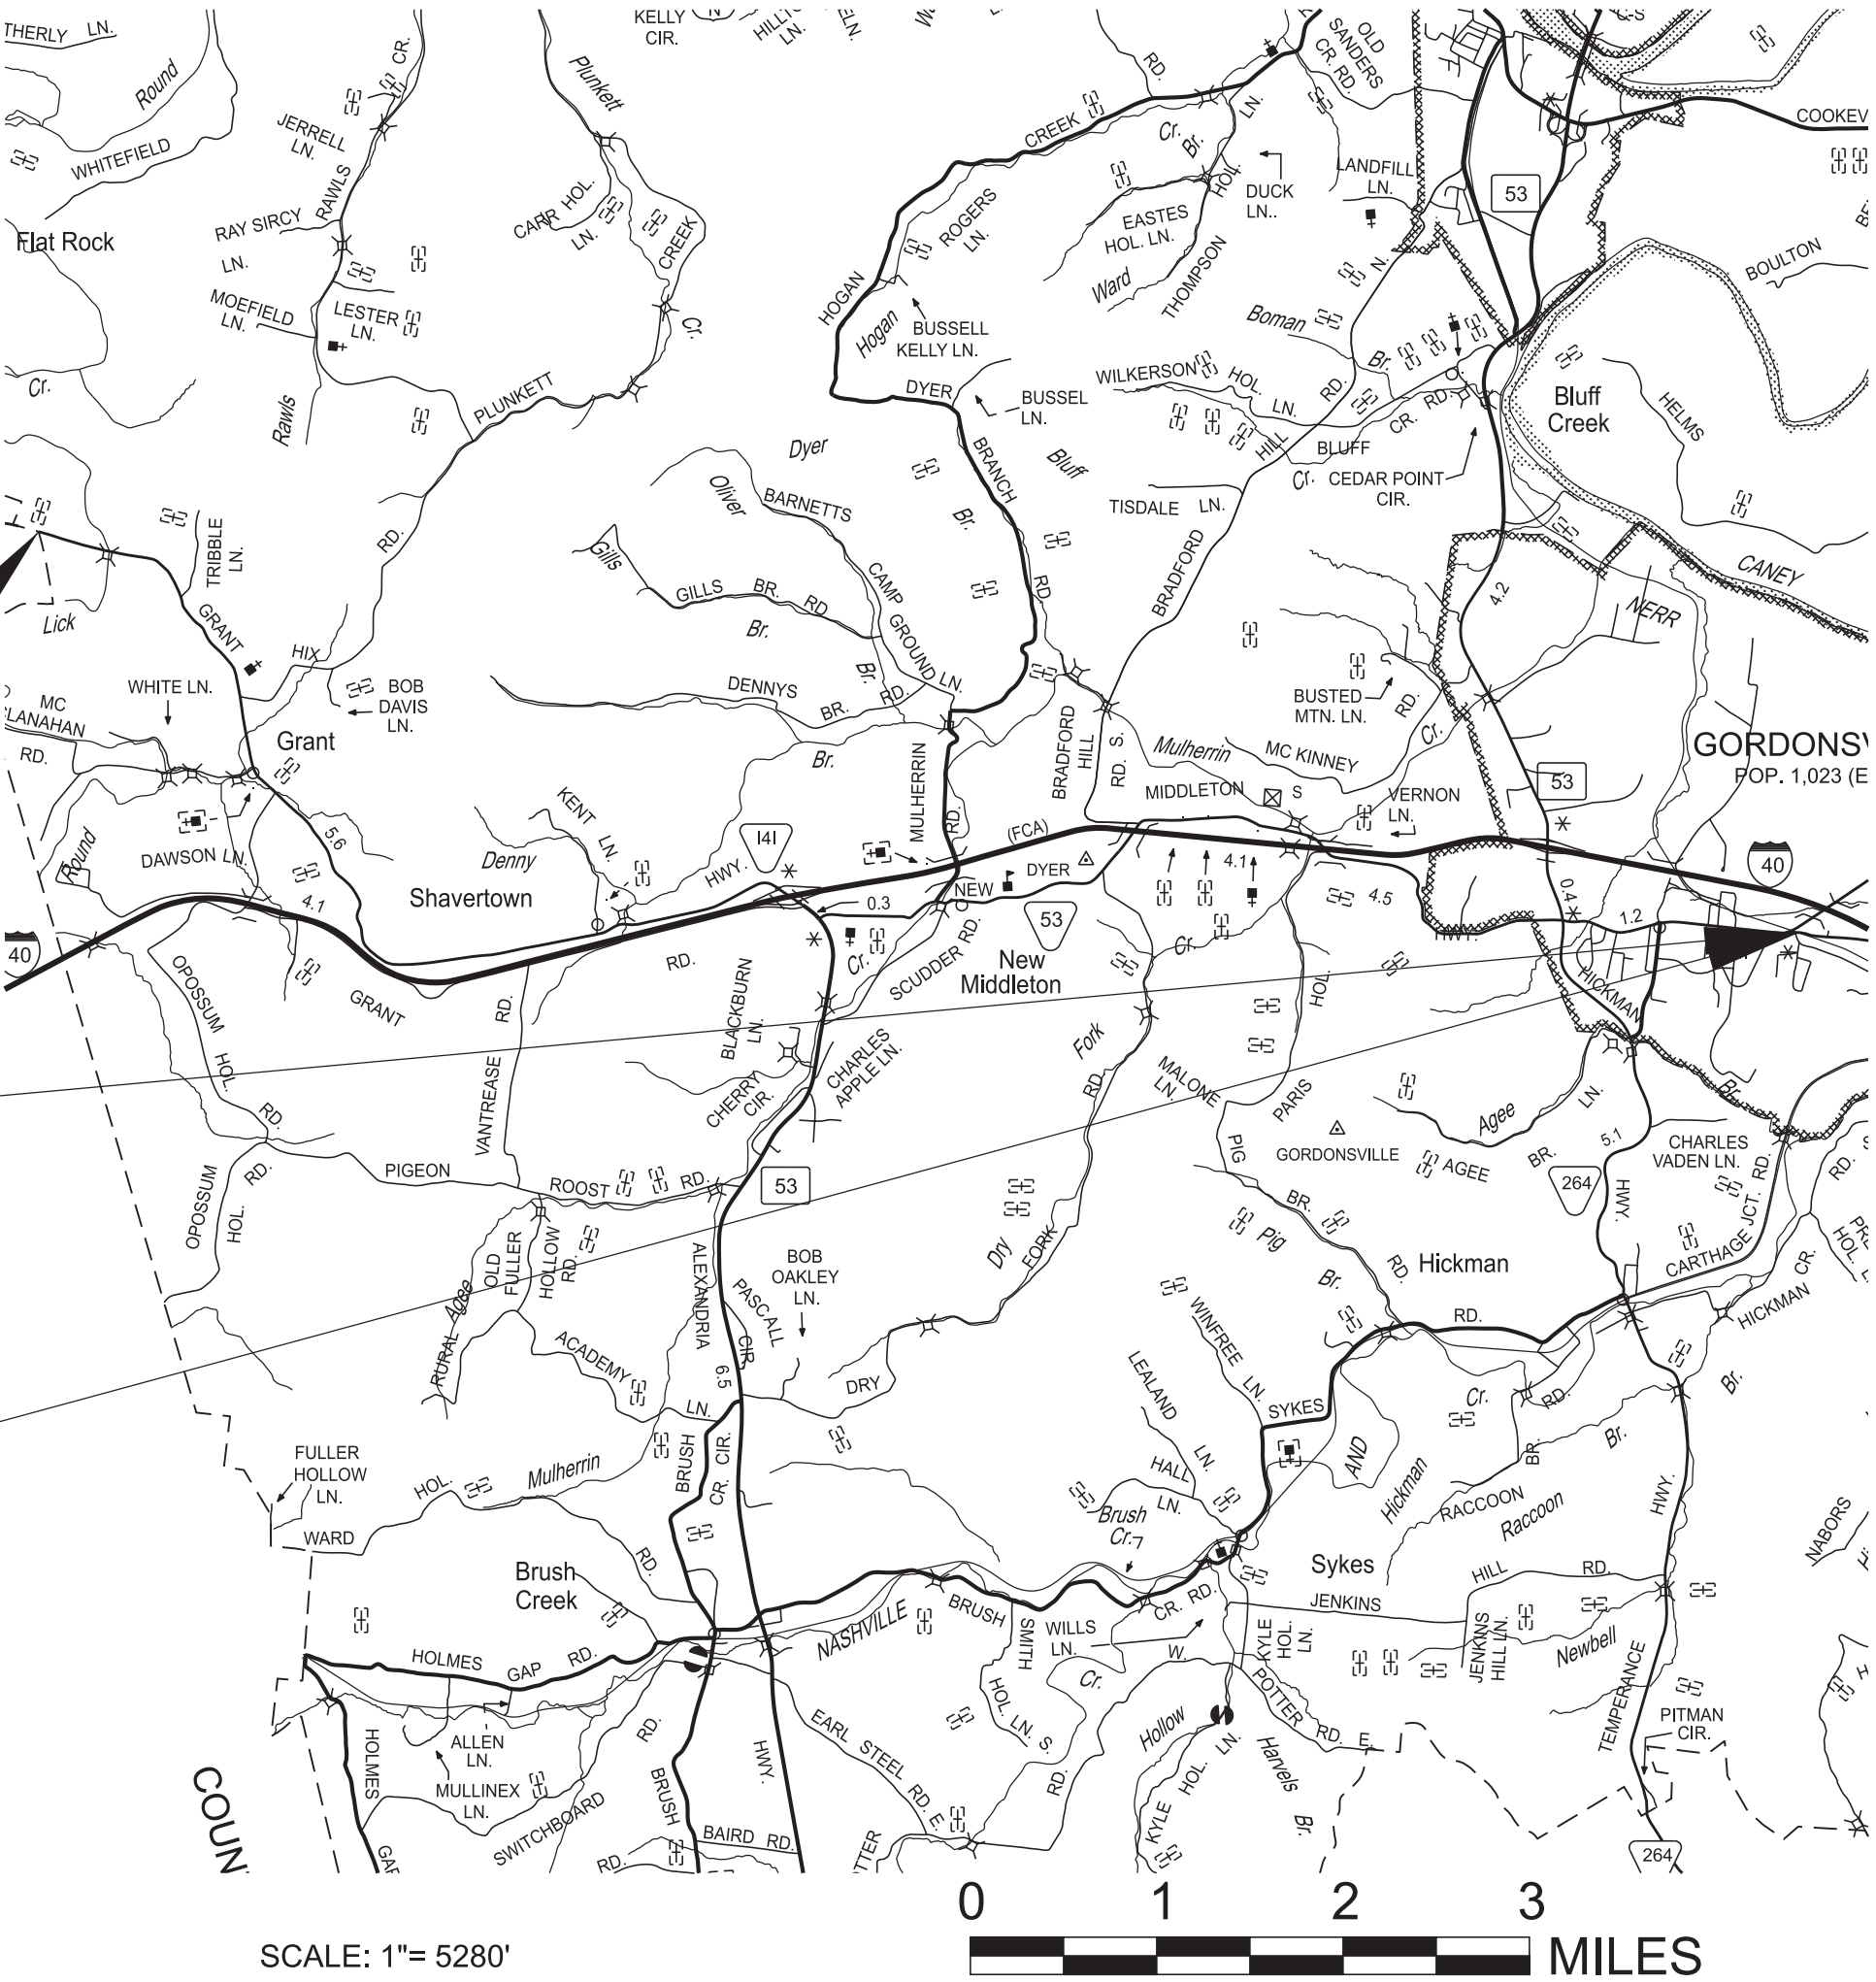 THERLY LN.
Round
WHITEFIELD
JERRELL
LN.
CR.
RAWLS
RAY SIRCY
LN.
Flat Rock
MOEFIELD
LN.
LESTER
LN.
Cr.
Rawls
KELLY
CIR.
Plunkett
CARR HOL.
LN.
CREEK
Cr.
PLUNKETT
RD.
RD.
OLD
SANDERS
CR. RD.
C-S
COOKEV
CREEK
Cr.
Br.
LN.
HOL.
DUCK
LN..
LANDFILL
LN.
53
EASTES
HOL. LN.
ROGERS
LN.
Ward
THOMPSON
HOGAN
Hogan
BUSSELL
KELLY LN.
BOULTON
N.
Boman
Br.
WILKERSON
HOL.
LN.
RD.
HILL
BLUFF
CR. RD.
Cr.
CEDAR POINT
CIR.
Bluff
Creek
HELMS
DYER
BUSSEL
LN.
BRANCH
Bluff
Dyer
Br.
TISDALE LN.
BRADFORD
Oliver
BARNETTS
Gills
GILLS BR. RD
Br.
CAMP
GROUND
LN.
RD
CANEY
NERR
4.2
TRIBBLE
LN.
Lick
GRANT
HIX
BOB
DAVIS
LN.
WHITE LN.
MC
LANAHAN
RD.
Grant
DENNYS
BR. RD.
Br.
Br.
MULHERRIN
RD.
BRADFORD
HILL
RD. S.
Mulherrin
MC KINNEY
RD.
Cr.
BUSTED
MTN. LN.
GORDONSV
POP. 1,023 (E
53
MIDDLETON
S
VERNON
LN.
Round
DAWSON LN.
5.6
4.1
Shavertown
Denny
KENT
LN.
HWY.
141
(FCA)
DYER
NEW
0.3
4.1
4.5
HWY.
0.4
1.2
40
40
53
New
Middleton
Cr.
SCUDDER RD.
Cr.
OPOSSUM
HOL.
RD.
GRANT
RD.
VANTREASE
RD.
BLACKBURN
LN.
CHERRY
CIR.
CHARLES
APPLE LN.
Fork
RD.
MALONE
LN.
PARIS
HOL.
HICKMAN
Br.
GORDONSVILLE
Agee
LN.
AGEE
BR.
5.1
264
HWY.
CHARLES
VADEN LN.
RD. S
CARTHAGE JCT. RD.
OPOSSUM
HOL.
RD.
PIGEON
ROOST
RD.
53
PIG
BR.
RD.
Pig
Br.
Hickman
RD.
HICKMAN
CR.
HOL. L
Dry
FORK
Agee
RURAL
OLD
FULLER
HOLLOW
RD.
ALEXANDRIA
PASCALL
CIR
BOB
OAKLEY
LN.
6.5
ACADEMY
LN.
DRY
WINFREE
LN.
LEALAND
LN.
SYKES
AND
Hickman
Cr.
RD.
BR.
Br.
Br.
FULLER
HOLLOW
LN.
WARD
HOL.
RD.
Mulherrin
BRUSH
CR. CIR.
HALL
LN.
Brush
Cr.
RACCOON
Raccoon
HWY.
NABORS
Brush
Creek
Sykes
HILL
RD.
JENKINS
JENKINS
HILL LN.
Newbell
NASHVILLE
BRUSH
CR. RD.
SMITH
HOL.
LN. S.
WILLS
LN.
Cr.
W.
KYLE
HOL.
LN.
POTTER
RD. E.
HOLMES
GAP
RD.
ALLEN
LN.
MULLINEX
LN.
HOLMES
GAP
SWITCHBOARD
RD.
RD.
BRUSH
BAIRD RD.
HWY.
EARL STEEL RD. E.
RD.
Hollow
Harvels
Br.
KYLE
HOL.
LN.
TTER
TEMPERANCE
PITMAN
CIR.
264
COUN
0 1 2 3
SCALE: 1"= 5280'
MILES